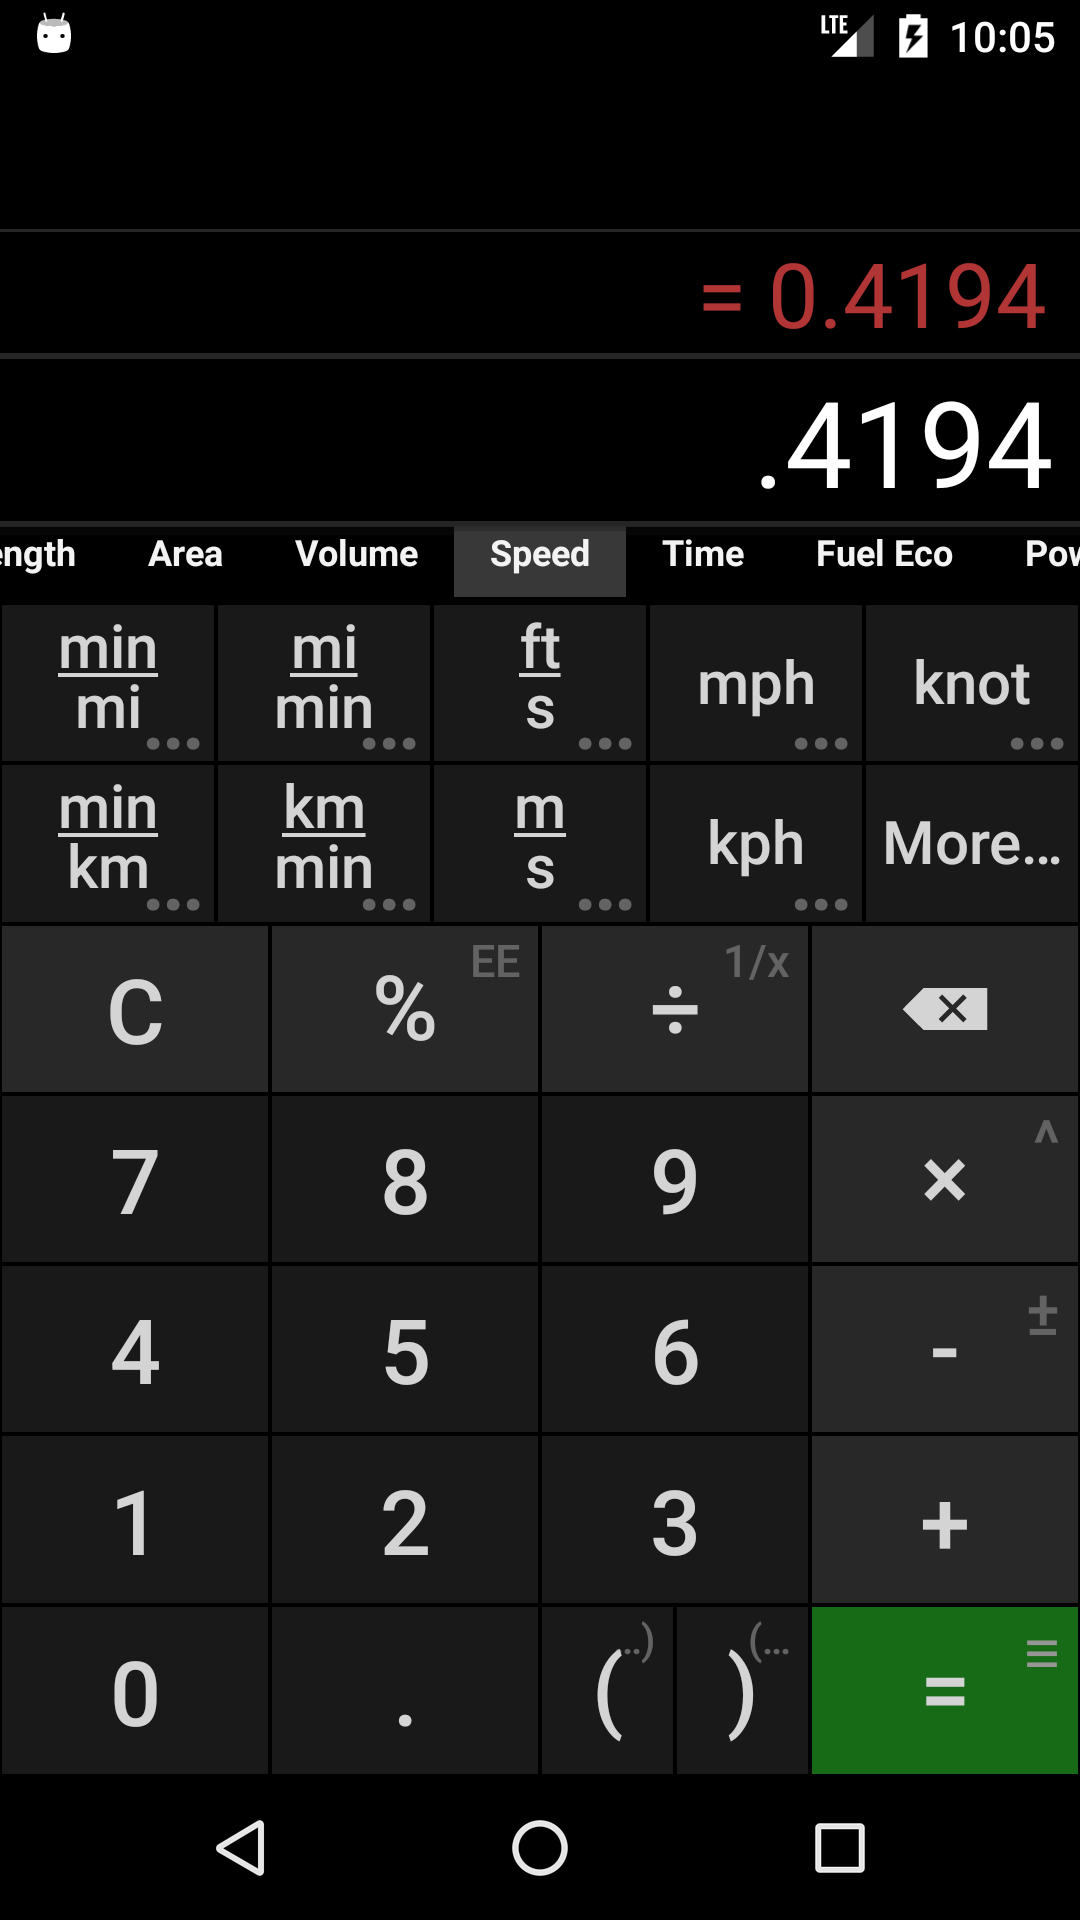 LTE 10:05
= 0.4194
.4194
ength Area Volume Speed Time Fuel Eco Pow
min mi ft mph knot
mi min s
min km m kph More...
km min s
C % EE ÷ 1/x
7 8 9 × ^
4 5 6 - ±
1 2 3 + 
0 . ( ..) ) (... = ≡